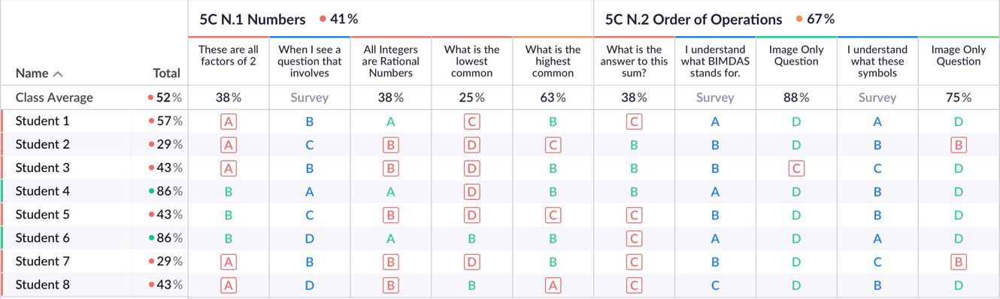 5C N.1 Numbers 41% 5C N.2 Order of Operations 67%
Name Total These are all factors of 2 When I see a question that involves All Integers are Rational Numbers What is the lowest common What is the highest common What is the answer to this sum? I understand what BIMDAS stands for. Image Only Question I understand what these symbols Image Only Question
Class Average 52% 38% Survey 38% 25% 63% 38% Survey 88% Survey 75%
Student 1 57% A B A C B C A D A D
Student 2 29% A C B D C B B D B B
Student 3 43% A B B D B B B C C D
Student 4 86% B A A D B B A D B D
Student 5 43% B C B D C C B D B D
Student 6 86% B D A B B C A D A D
Student 7 29% A B B D B C B D C B
Student 8 43% A D B B A C C D B D